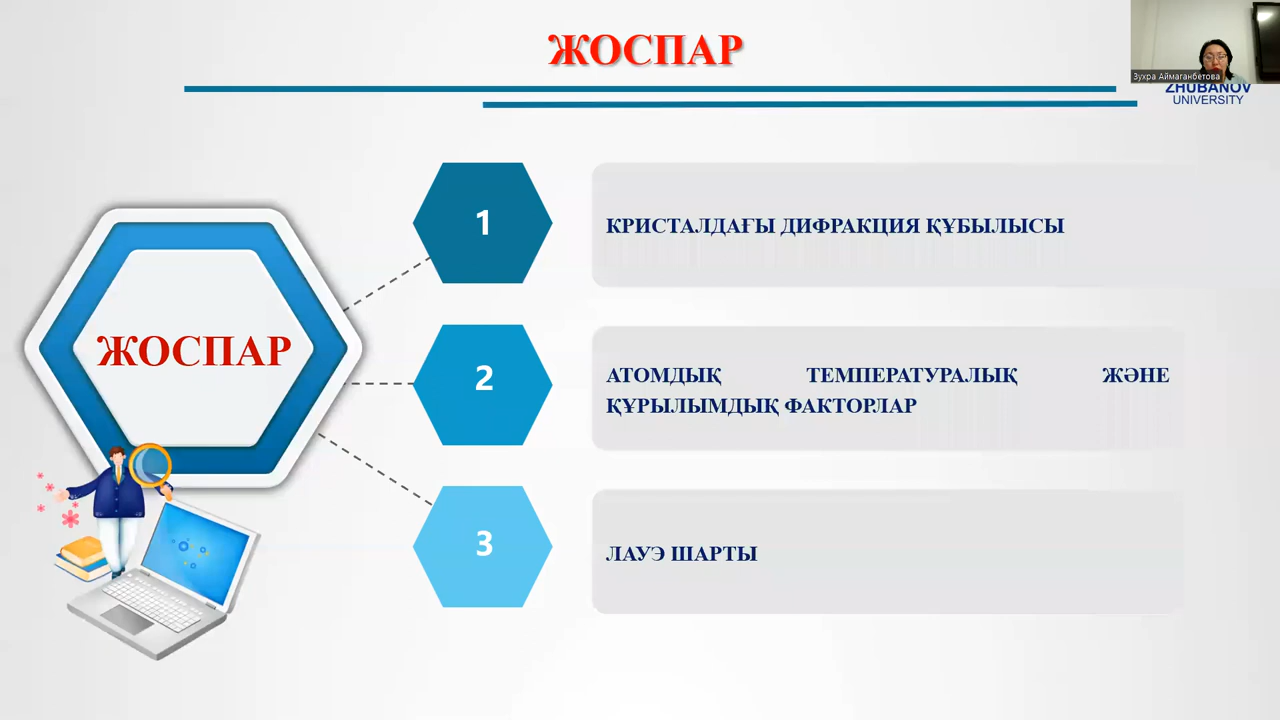 ЖОСПАР
Зухра Аймаганбетова
ZHUBANOV
UNIVERSITY
ЖОСПАР
1
КРИСТАЛДАҒЫ ДИФРАКЦИЯ ҚҰБЫЛЫСЫ
2
АТОМДЫҚ ТЕМПЕРАТУРАЛЫҚ ЖӘНЕ
ҚҰРЫЛЫМДЫҚ ФАКТОРЛАР
3
ЛАУЭ ШАРТЫ